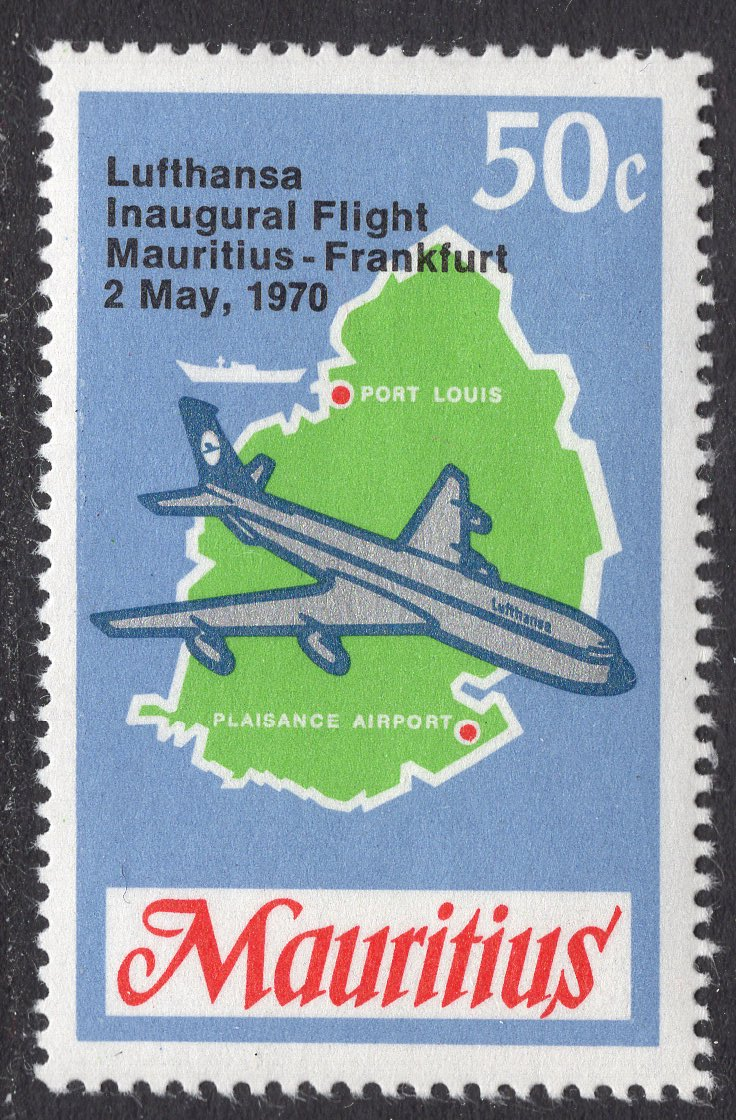 50c
Lufthansa
Inaugural Flight
Mauritius - Frankfurt
2 May, 1970
PORT LOUIS
Lufthansa
PLAISANCE AIRPORT
Mauritius